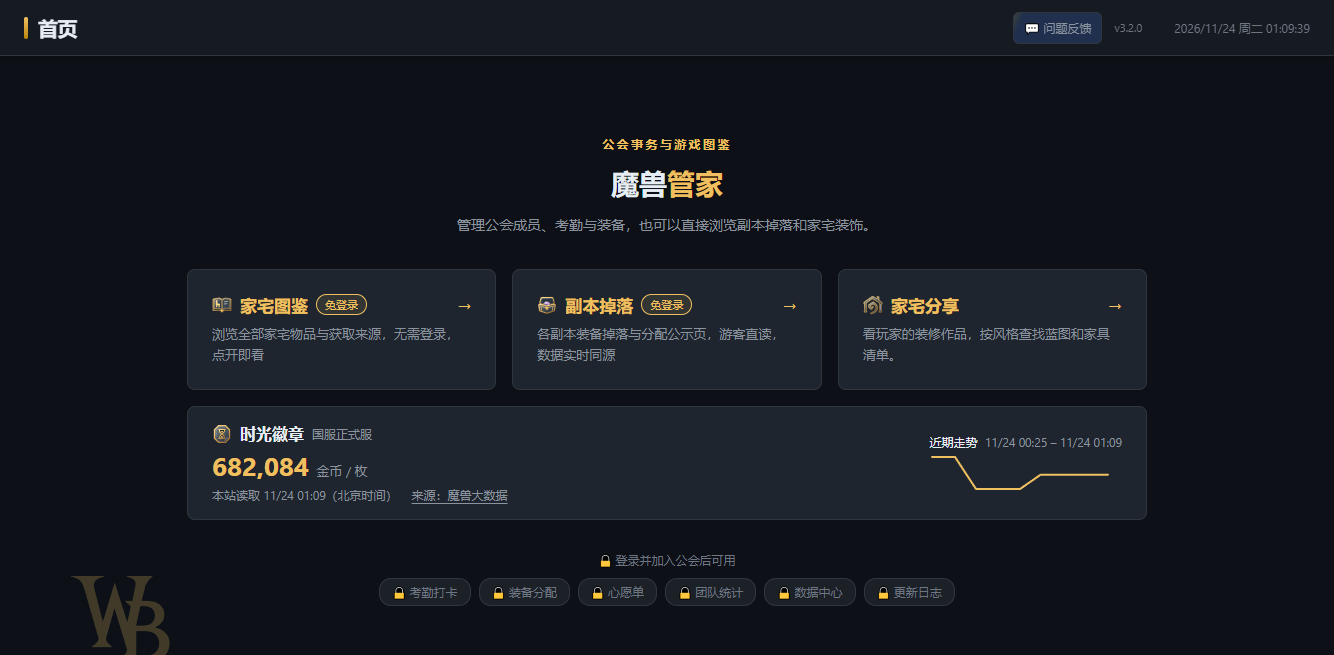 首页
问题反馈 v3.2.0 2026/11/24 周二 01:09:39
公会事务与游戏图鉴
魔兽管家
管理公会成员、考勤与装备，也可以直接浏览副本掉落和家宅装饰。
家宅图鉴 免登录 →
浏览全部家宅物品与获取来源，无需登录，
点开即看
副本掉落 免登录 →
各副本装备掉落与分配公示页，游客直读，
数据实时同源
家宅分享 →
看玩家的装修作品，按风格查找蓝图和家具
清单。
时光徽章 国服正式服
682,084 金币 / 枚
本站读取 11/24 01:09（北京时间） 来源：魔兽大数据
近期走势 11/24 00:25 – 11/24 01:09
登录并加入公会后可用
考勤打卡 装备分配 心愿单 团队统计 数据中心 更新日志
WB